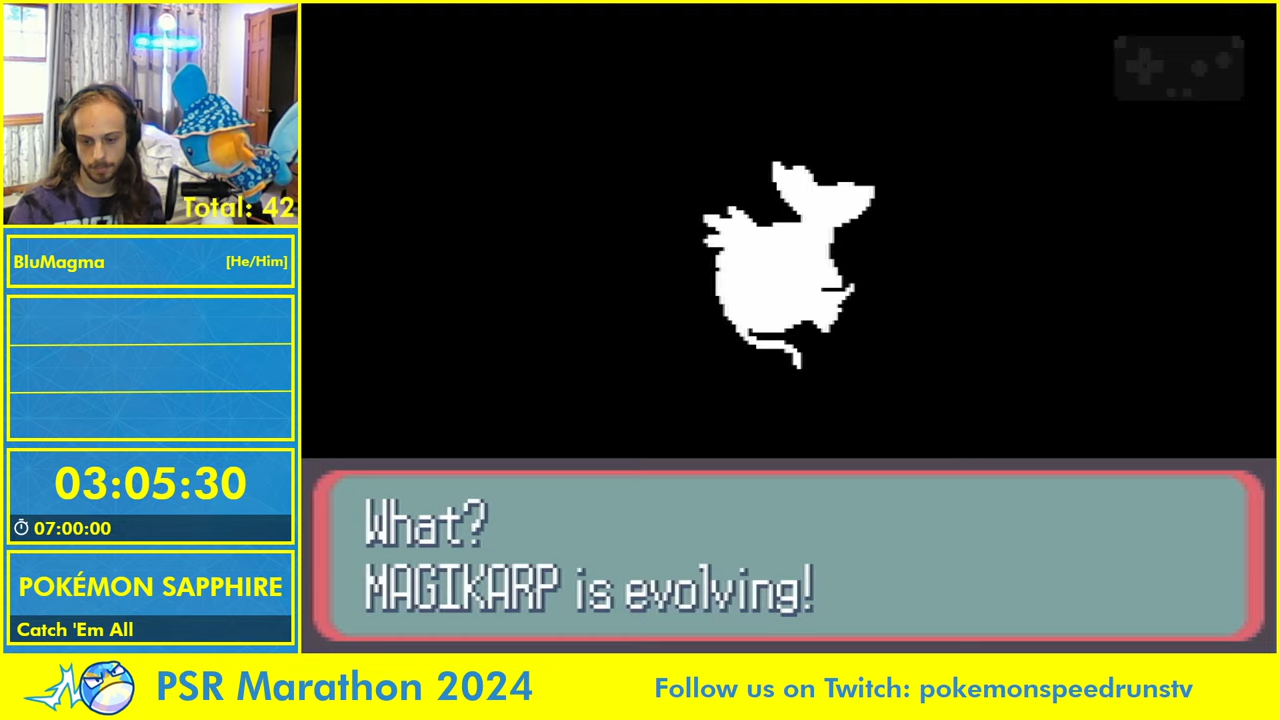 Total: 42
BluMagma
[He/Him]
03:05:30
07:00:00
POKÉMON SAPPHIRE
Catch 'Em All
What?
MAGIKARP is evolving!
PSR Marathon 2024
Follow us on Twitch: pokemonspeedrunstv